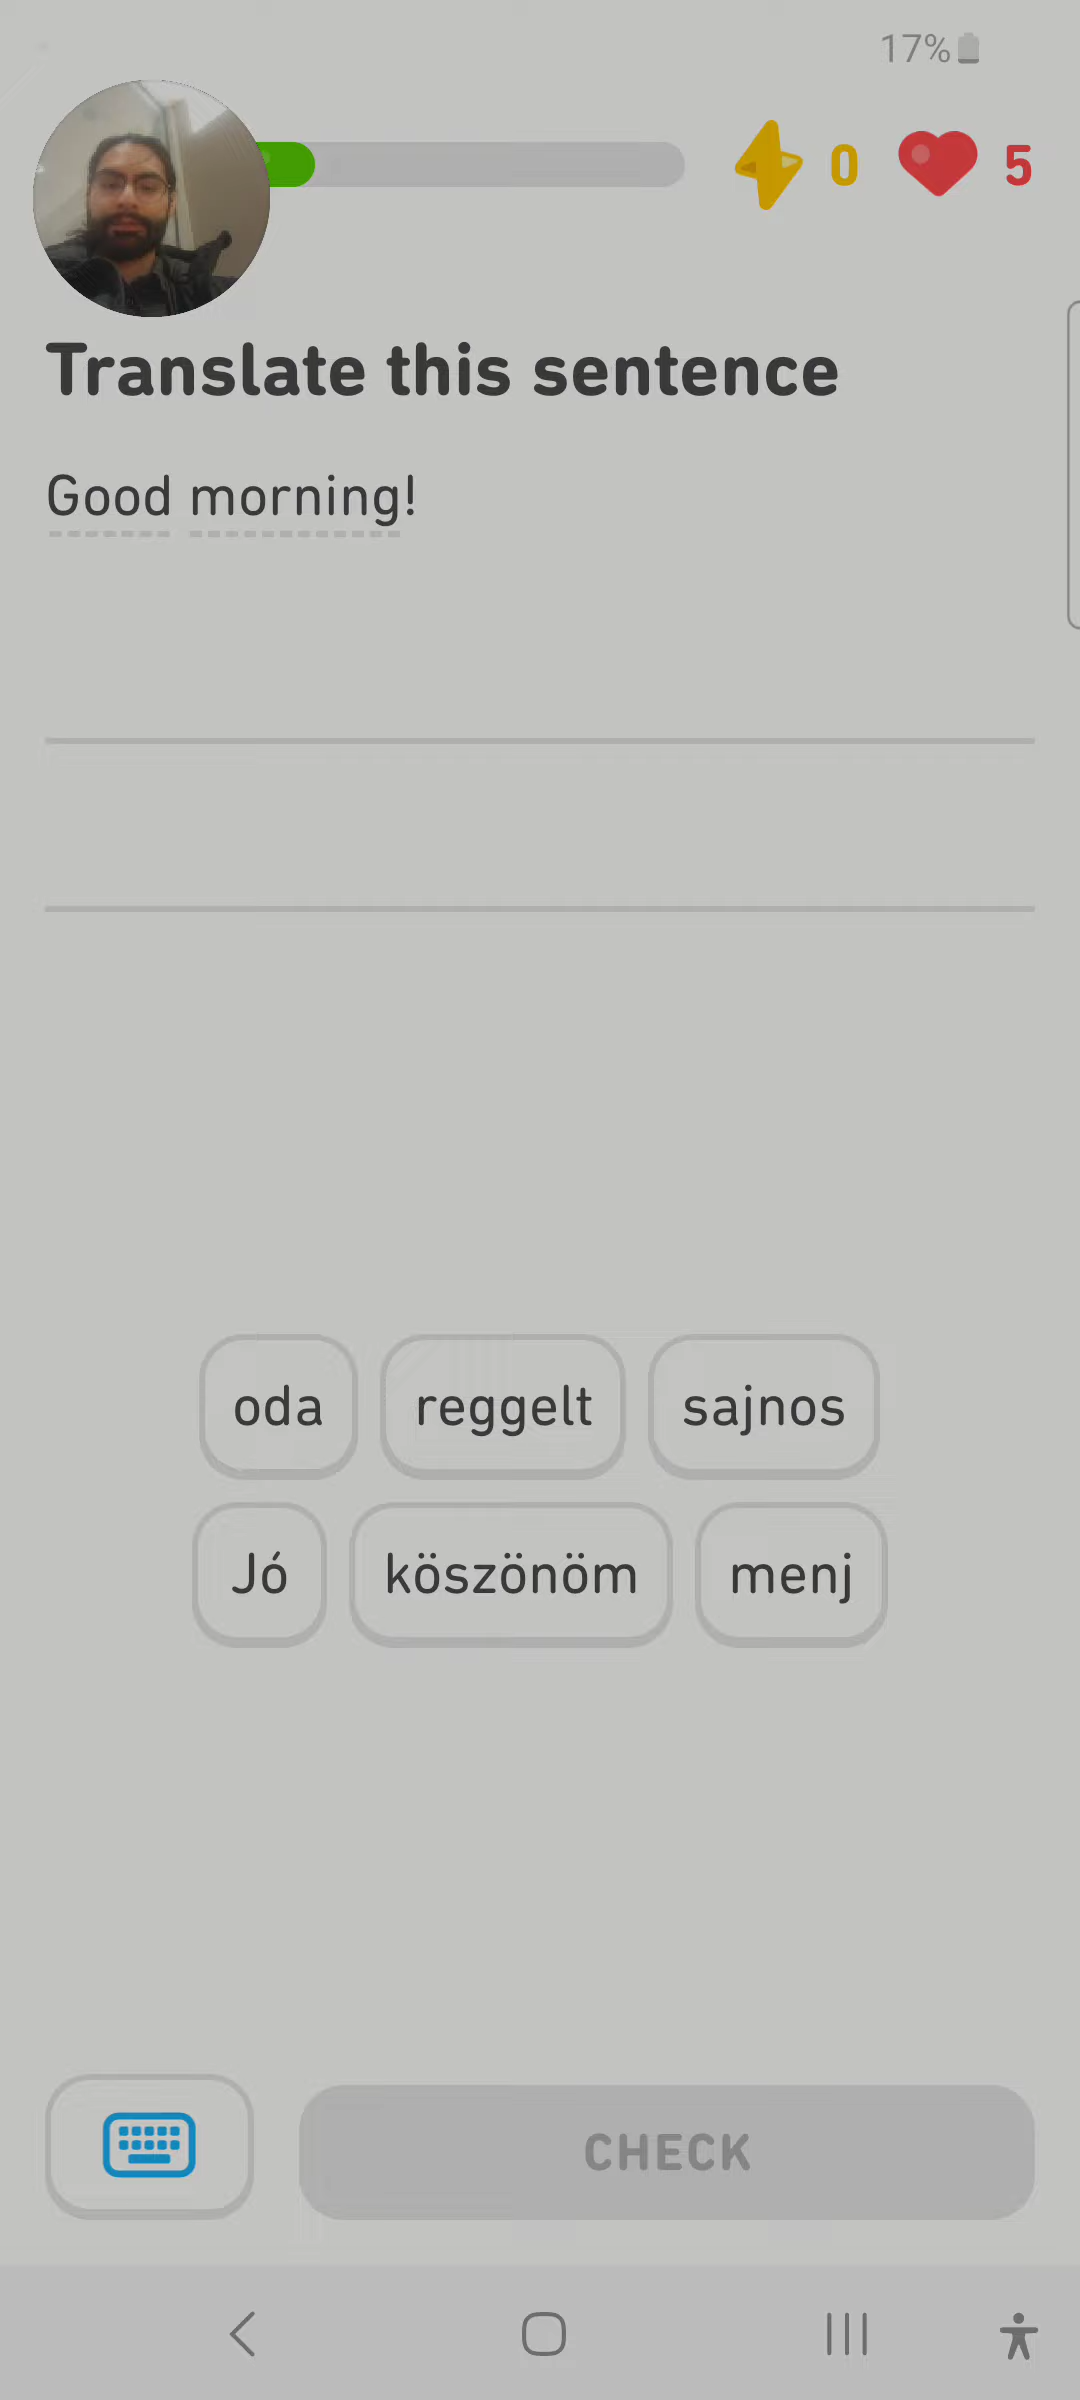 17%
0 5
Translate this sentence
Good morning!
oda reggelt sajnos
Jó köszönöm menj
CHECK